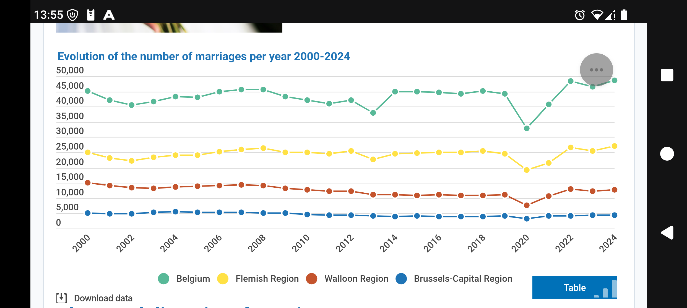 13:55
Evolution of the number of marriages per year 2000-2024
50,000
45,000
40,000
35,000
30,000
25,000
20,000
15,000
10,000
5,000
0
2000 2002 2004 2006 2008 2010 2012 2014 2016 2018 2020 2022 2024
Belgium Flemish Region Walloon Region Brussels-Capital Region
Table
Download data